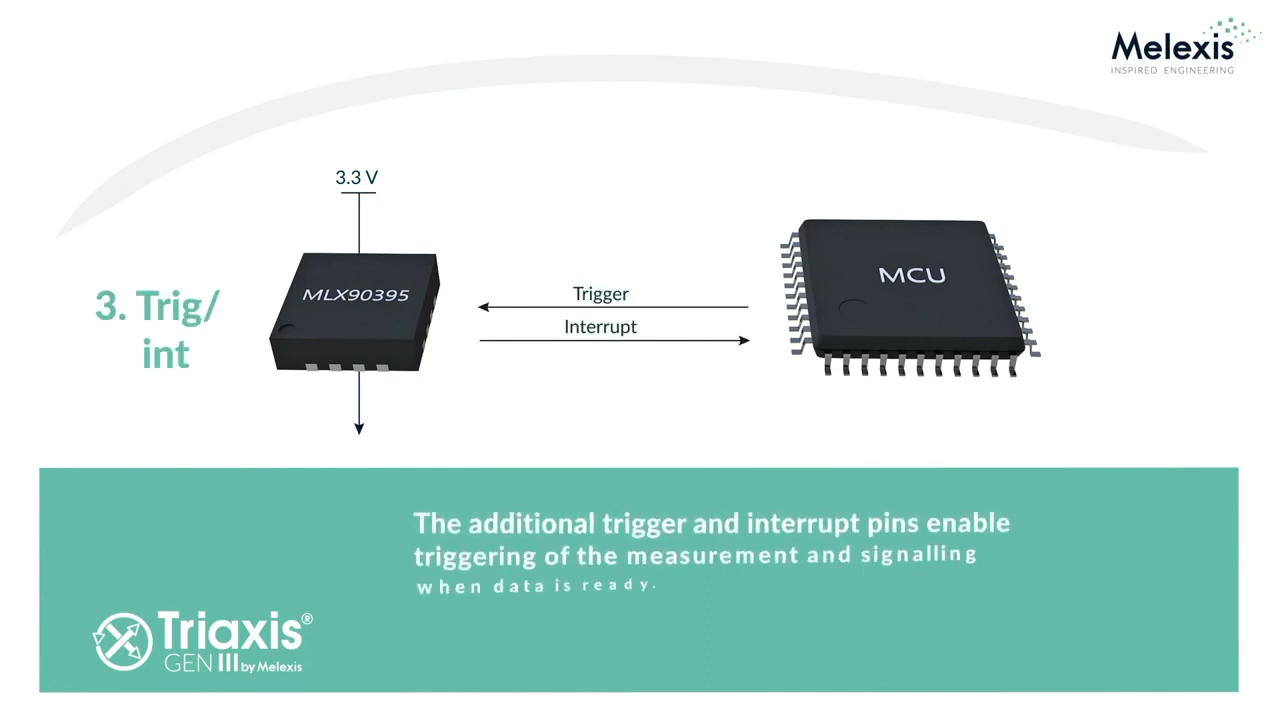 Melexis
INSPIRED ENGINEERING
3.3 V
MLX90395
MCU
3. Trig/
int
Trigger
Interrupt
The additional trigger and interrupt pins enable
triggering of the measurement and signalling
when data is ready.
Triaxis®
GEN III by Melexis